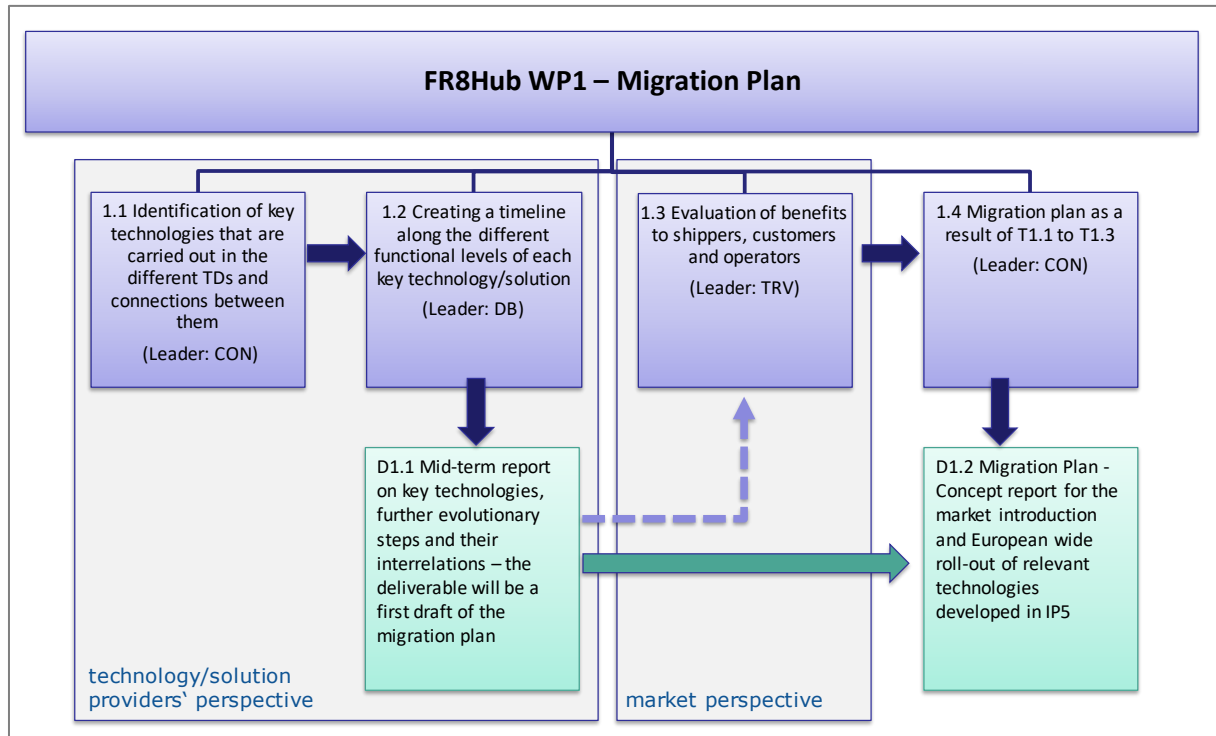 FR8Hub WP1 – Migration Plan
1.1 Identification of key
technologies that are
carried out in the
different TDs and
connections between
them
(Leader: CON)
1.2 Creating a timeline
along the different
functional levels of each
key technology/solution
(Leader: DB)
1.3 Evaluation of benefits
to shippers, customers
and operators
(Leader: TRV)
1.4 Migration plan as a
result of T1.1 to T1.3
(Leader: CON)
D1.1 Mid-term report
on key technologies,
further evolutionary
steps and their
interrelations – the
deliverable will be a
first draft of the
migration plan
D1.2 Migration Plan -
Concept report for the
market introduction
and European wide
roll-out of relevant
technologies
developed in IP5
technology/solution
providers‘ perspective
market perspective